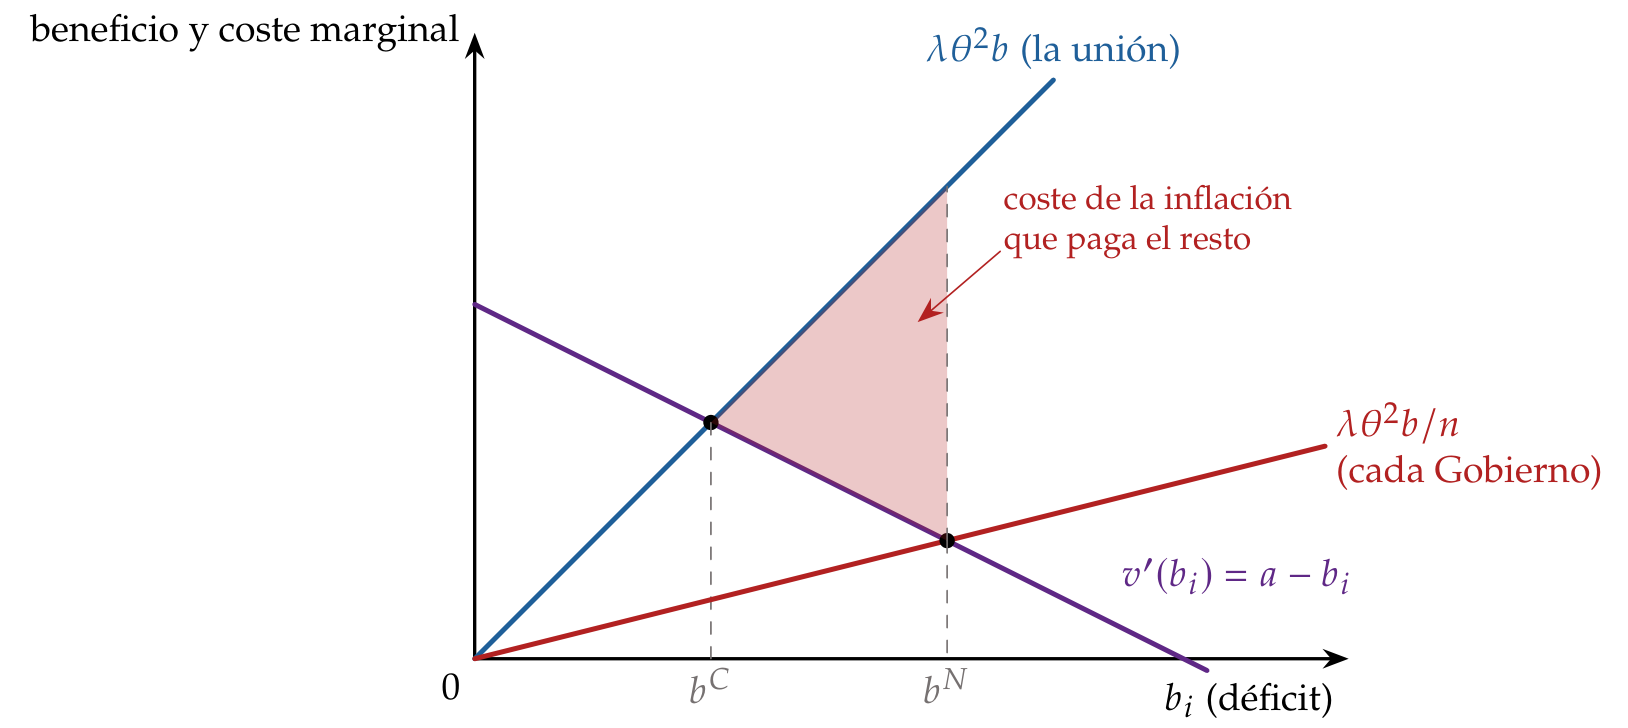 beneficio y coste marginal
λθ²b (la unión)
coste de la inflación
que paga el resto
λθ²b/n
(cada Gobierno)
v′(bᵢ) = a − bᵢ
0
b^C
b^N
bᵢ (déficit)